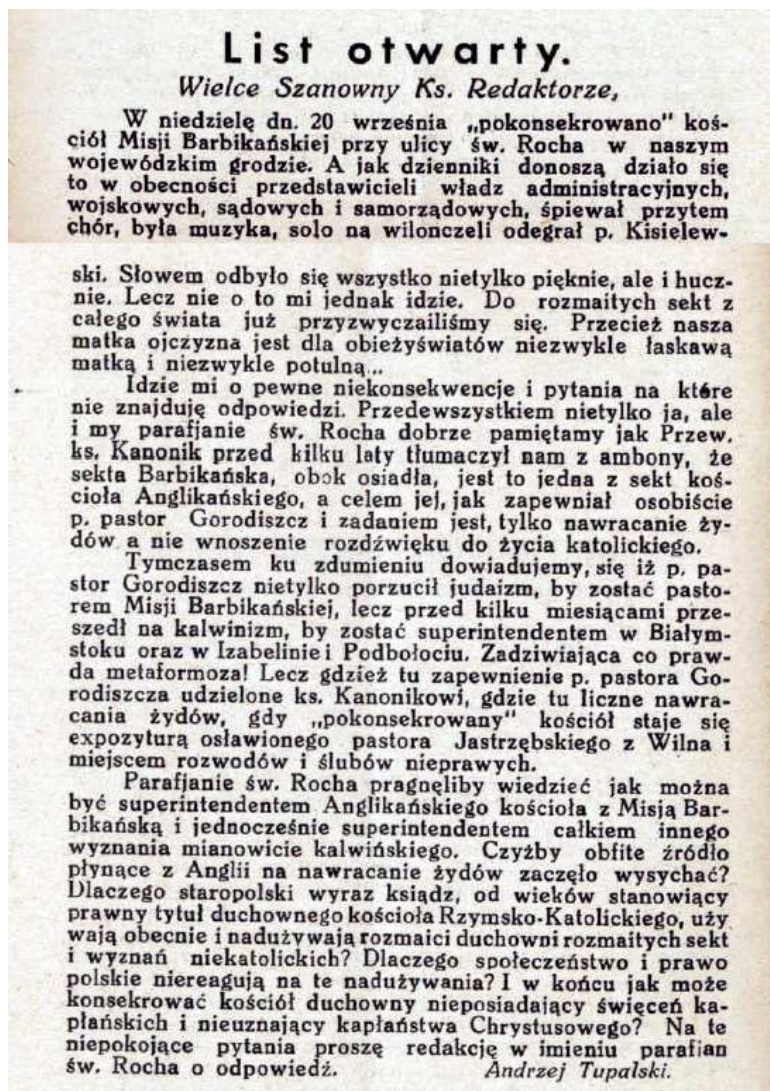 List otwarty.
Wielce Szanowny Ks. Redaktorze,
W niedzielę dn. 20 września „pokonsekrowano" koś-
ciół Misji Barbikańskiej przy ulicy św. Rocha w naszym
wojewódzkim grodzie. A jak dzienniki donoszą działo się
to w obecności przedstawicieli władz administracyjnych,
wojskowych, sądowych i samorządowych, śpiewał przytem
chór, była muzyka, solo na wilonczeli odegrał p. Kisielew-
ski. Słowem odbyło się wszystko nietylko pięknie, ale i hucz-
nie. Lecz nie o to mi jednak idzie. Do rozmaitych sekt z
całego świata już przyzwyczailiśmy się. Przecież nasza
matka ojczyzna jest dla obieżyświatów niezwykle łaskawą
matką i niezwykle potulną...
Idzie mi o pewne niekonsekwencje i pytania na które
nie znajduję odpowiedzi. Przedewszystkiem nietylko ja, ale
i my parafjanie św. Rocha dobrze pamiętamy jak Przew.
ks. Kanonik przed kilku laty tłumaczył nam z ambony, że
sekta Barbikańska, obok osiadła, jest to jedna z sekt koś-
cioła Anglikańskiego, a celem jej, jak zapewniał osobiście
p. pastor Gorodiszcz i zadaniem jest, tylko nawracanie ży-
dów a nie wnoszenie rozdźwięku do życia katolickiego.
Tymczasem ku zdumieniu dowiadujemy, się iż p. pa-
stor Gorodiszcz nietylko porzucił judaizm, by zostać pasto-
rem Misji Barbikańskiej, lecz przed kilku miesiącami prze-
szedł na kalwinizm, by zostać superintendentem w Białym-
stoku oraz w Izabelinie i Podbołociu. Zadziwiająca co praw-
da metaformoza! Lecz gdzież tu zapewnienie p. pastora Go-
rodiszcza udzielone ks. Kanonikowi, gdzie tu liczne nawra-
cania żydów, gdy „pokonsekrowany" kościół staje się
expozyturą osławionego pastora Jastrzębskiego z Wilna i
miejscem rozwodów i ślubów nieprawych.
Parafjanie św. Rocha pragnęliby wiedzieć jak można
być superintendentem Anglikańskiego kościoła z Misją Bar-
bikańską i jednocześnie superintendentem całkiem innego
wyznania mianowicie kalwińskiego. Czyżby obfite źródło
płynące z Anglii na nawracanie żydów zaczęło wysychać?
Dlaczego staropolski wyraz ksiądz, od wieków stanowiący
prawny tytuł duchownego kościoła Rzymsko-Katolickiego, uży
wają obecnie i nadużywają rozmaici duchowni rozmaitych sekt
i wyznań niekatolickich? Dlaczego społeczeństwo i prawo
polskie niereagują na te nadużywania? I w końcu jak może
konsekrować kościół duchowny nieposiadający święceń ka-
płańskich i nieuznający kapłaństwa Chrystusowego? Na te
niepokojące pytania proszę redakcję w imieniu parafian
św. Rocha o odpowiedź. Andrzej Tupalski.